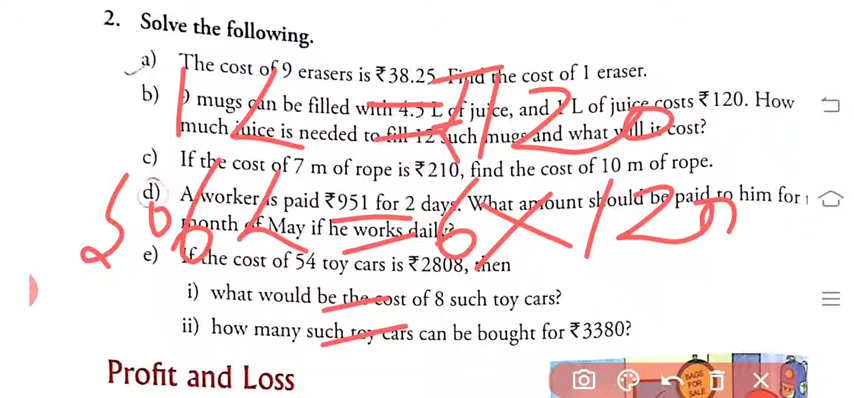 2. Solve the following.
a) The cost of 9 erasers is ₹38.25. Find the cost of 1 eraser.
b) 9 mugs can be filled with 4.5 L of juice, and 1 L of juice costs ₹120. How
much juice is needed to fill 12 such mugs and what will it cost?
1 L = ₹120
c) If the cost of 7 m of rope is ₹210, find the cost of 10 m of rope.
d) A worker is paid ₹951 for 2 days. What amount should be paid to him for
month of May if he works daily?
So 6 L = 6 × 120
e) If the cost of 54 toy cars is ₹2808, then
i) what would be the cost of 8 such toy cars?
ii) how many such toy cars can be bought for ₹3380?
Profit and Loss
BAGS
FOR
SALE